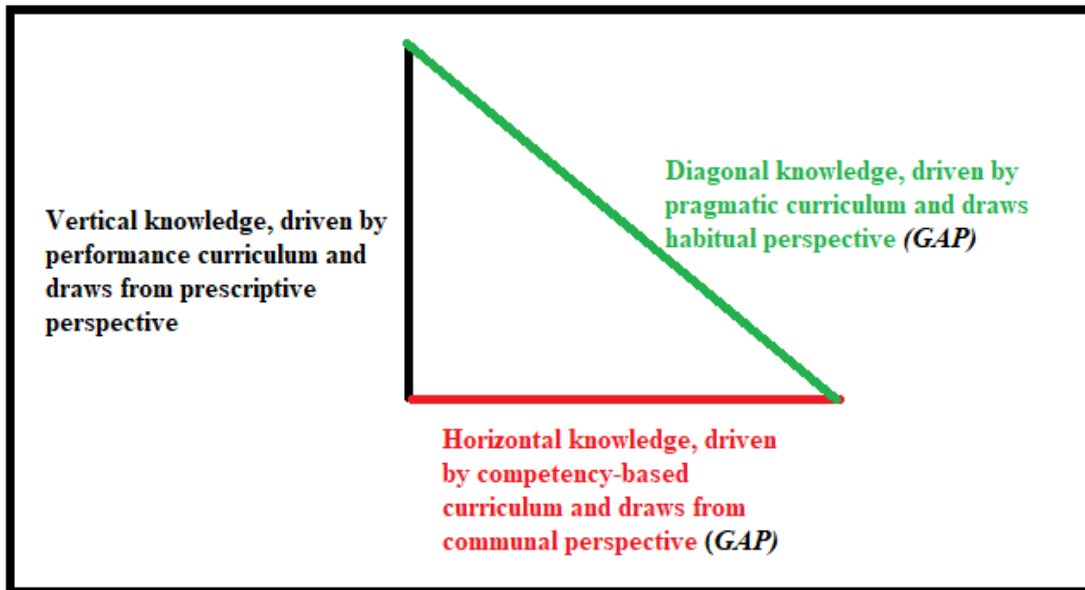 Vertical knowledge, driven by
performance curriculum and
draws from prescriptive
perspective
Diagonal knowledge, driven by
pragmatic curriculum and draws
habitual perspective (GAP)
Horizontal knowledge, driven
by competency-based
curriculum and draws from
communal perspective (GAP)